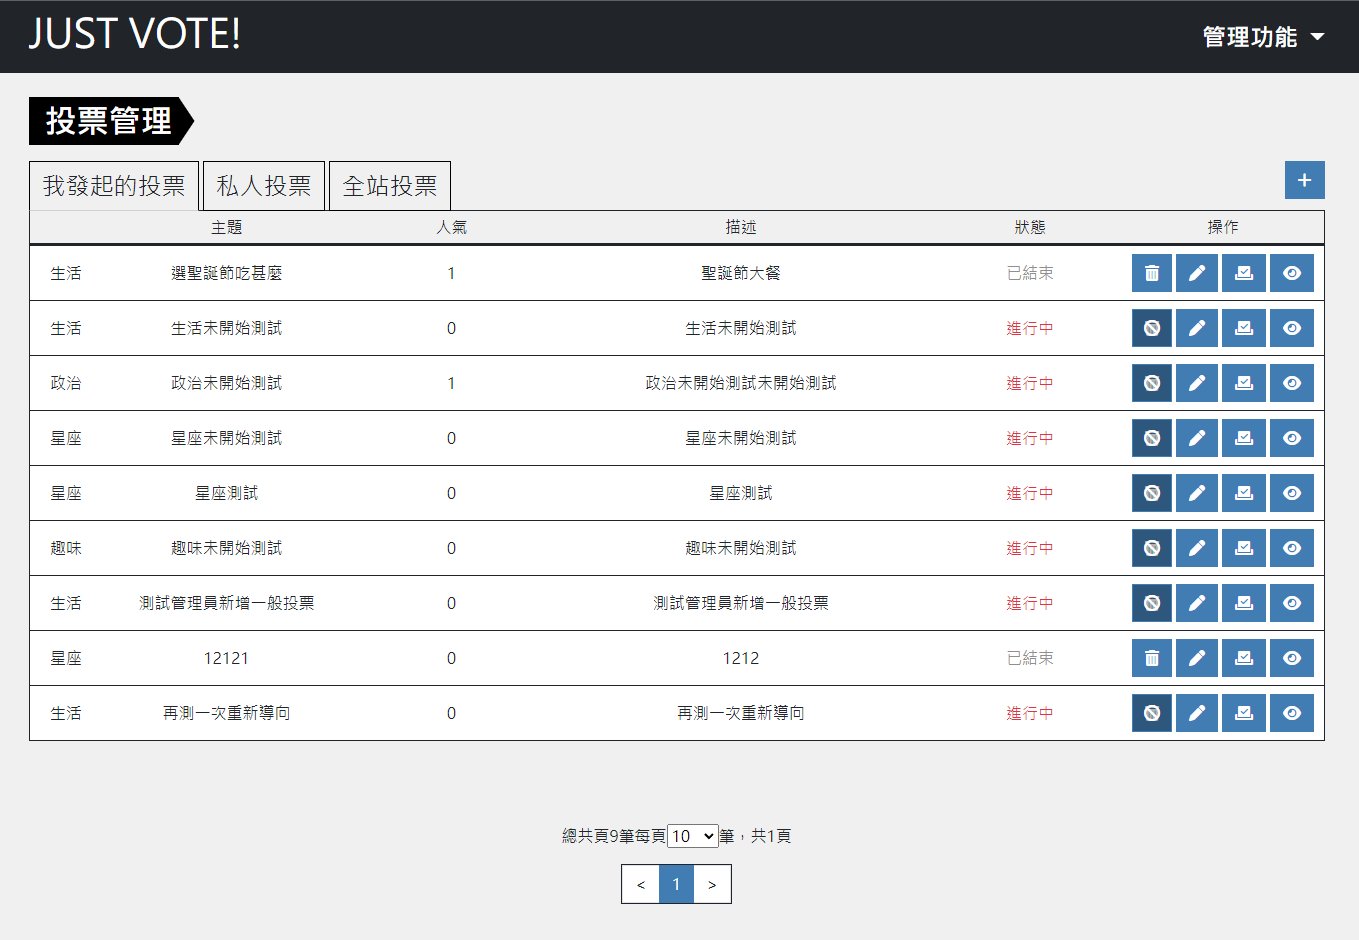 JUST VOTE!
管理功能
投票管理
我發起的投票 私人投票 全站投票
+
主題 人氣 描述 狀態 操作
生活 選聖誕節吃甚麼 1 聖誕節大餐 已結束
生活 生活未開始測試 0 生活未開始測試 進行中
政治 政治未開始測試 1 政治未開始測試未開始測試 進行中
星座 星座未開始測試 0 星座未開始測試 進行中
星座 星座測試 0 星座測試 進行中
趣味 趣味未開始測試 0 趣味未開始測試 進行中
生活 測試管理員新增一般投票 0 測試管理員新增一般投票 進行中
星座 12121 0 1212 已結束
生活 再測一次重新導向 0 再測一次重新導向 進行中
總共頁9筆每頁10筆，共1頁
< 1 >